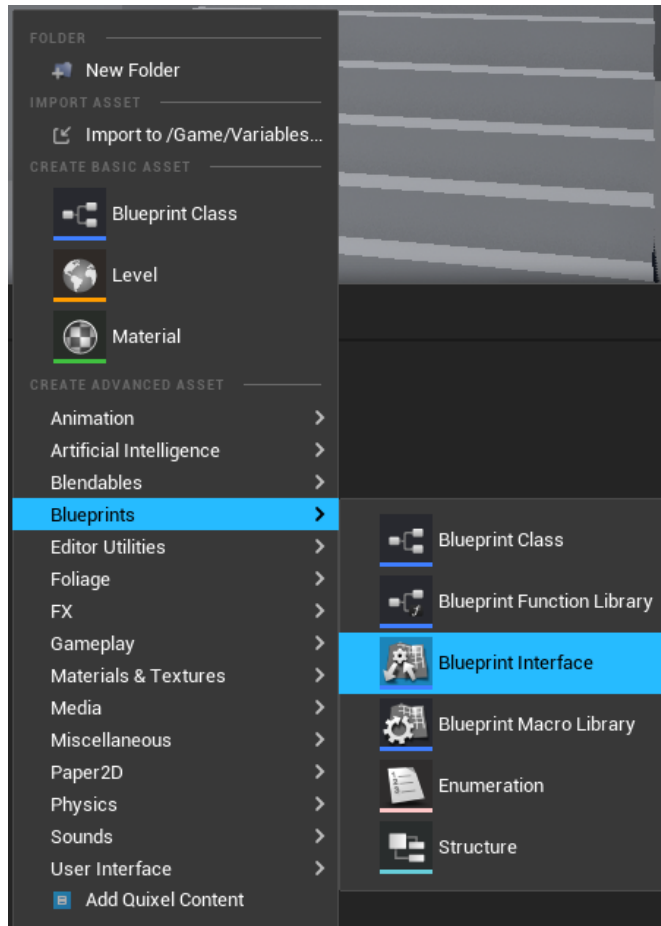 FOLDER
New Folder
IMPORT ASSET
Import to /Game/Variables...
CREATE BASIC ASSET
Blueprint Class
Level
Material
CREATE ADVANCED ASSET
Animation
Artificial Intelligence
Blendables
Blueprints
Editor Utilities
Foliage
FX
Gameplay
Materials & Textures
Media
Miscellaneous
Paper2D
Physics
Sounds
User Interface
Add Quixel Content
Blueprint Class
Blueprint Function Library
Blueprint Interface
Blueprint Macro Library
Enumeration
Structure